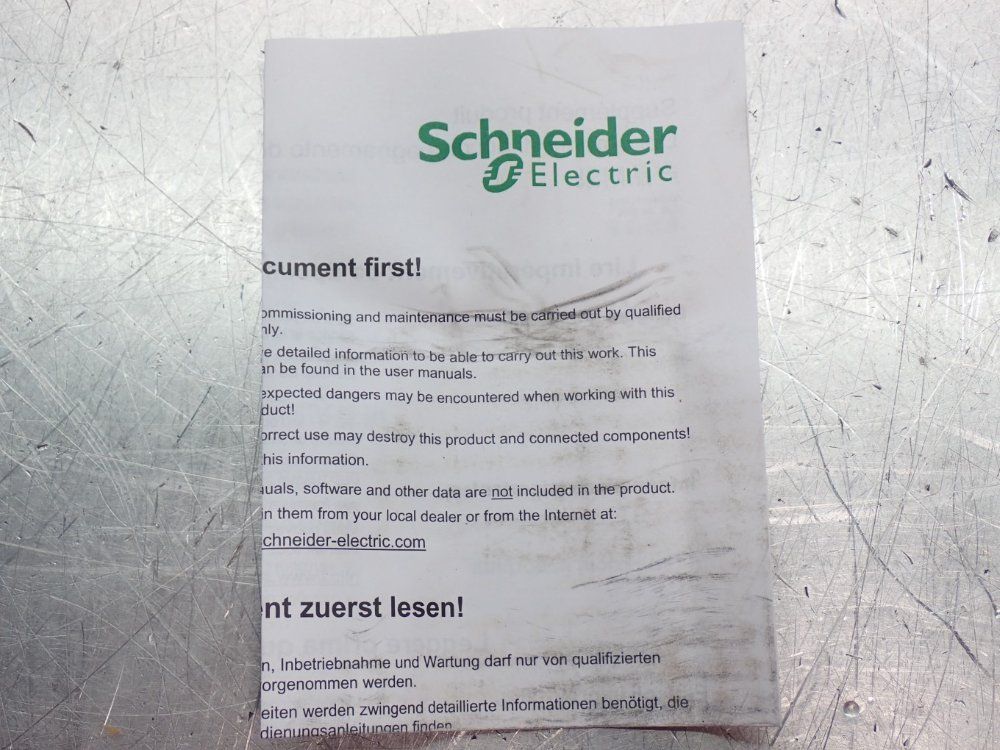 Schneider
Electric
cument first!
ommissioning and maintenance must be carried out by qualified
nly.
e detailed information to be able to carry out this work. This
an be found in the user manuals.
expected dangers may be encountered when working with this
duct!
orrect use may destroy this product and connected components!
his information.
uals, software and other data are not included in the product.
n them from your local dealer or from the Internet at:
chneider-electric.com
nt zuerst lesen!
n, Inbetriebnahme und Wartung darf nur von qualifizierten
orgenommen werden.
eiten werden zwingend detaillierte Informationen benötigt, die
dienungsanleitungen finden